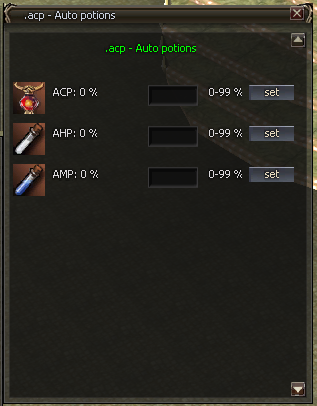 .acp - Auto potions
.acp - Auto potions
ACP: 0 % 0-99 % set
AHP: 0 % 0-99 % set
AMP: 0 % 0-99 % set